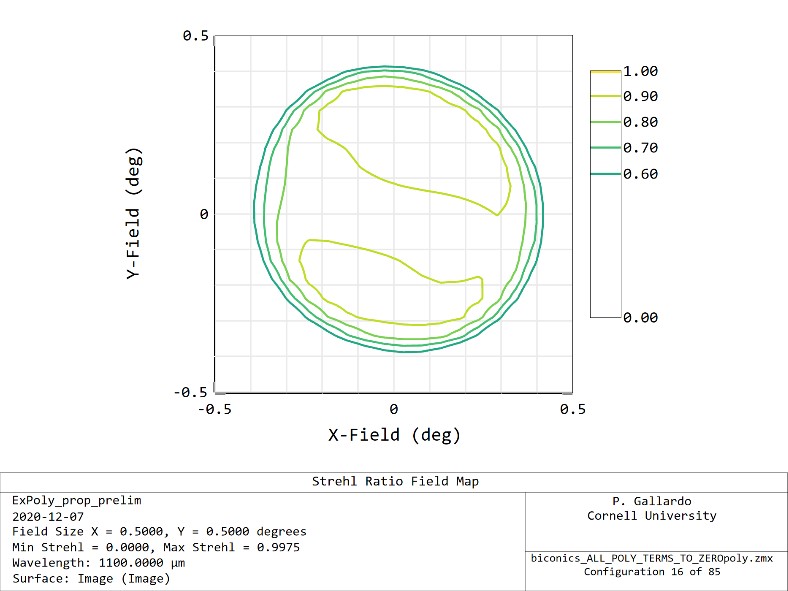 0.5
0
-0.5
-0.5
0
0.5
Y-Field (deg)
X-Field (deg)
1.00
0.90
0.80
0.70
0.60
0.00
Strehl Ratio Field Map
ExPoly_prop_prelim
2020-12-07
Field Size X = 0.5000, Y = 0.5000 degrees
Min Strehl = 0.0000, Max Strehl = 0.9975
Wavelength: 1100.0000 µm
Surface: Image (Image)
P. Gallardo
Cornell University
biconics_ALL_POLY_TERMS_TO_ZEROpoly.zmx
Configuration 16 of 85